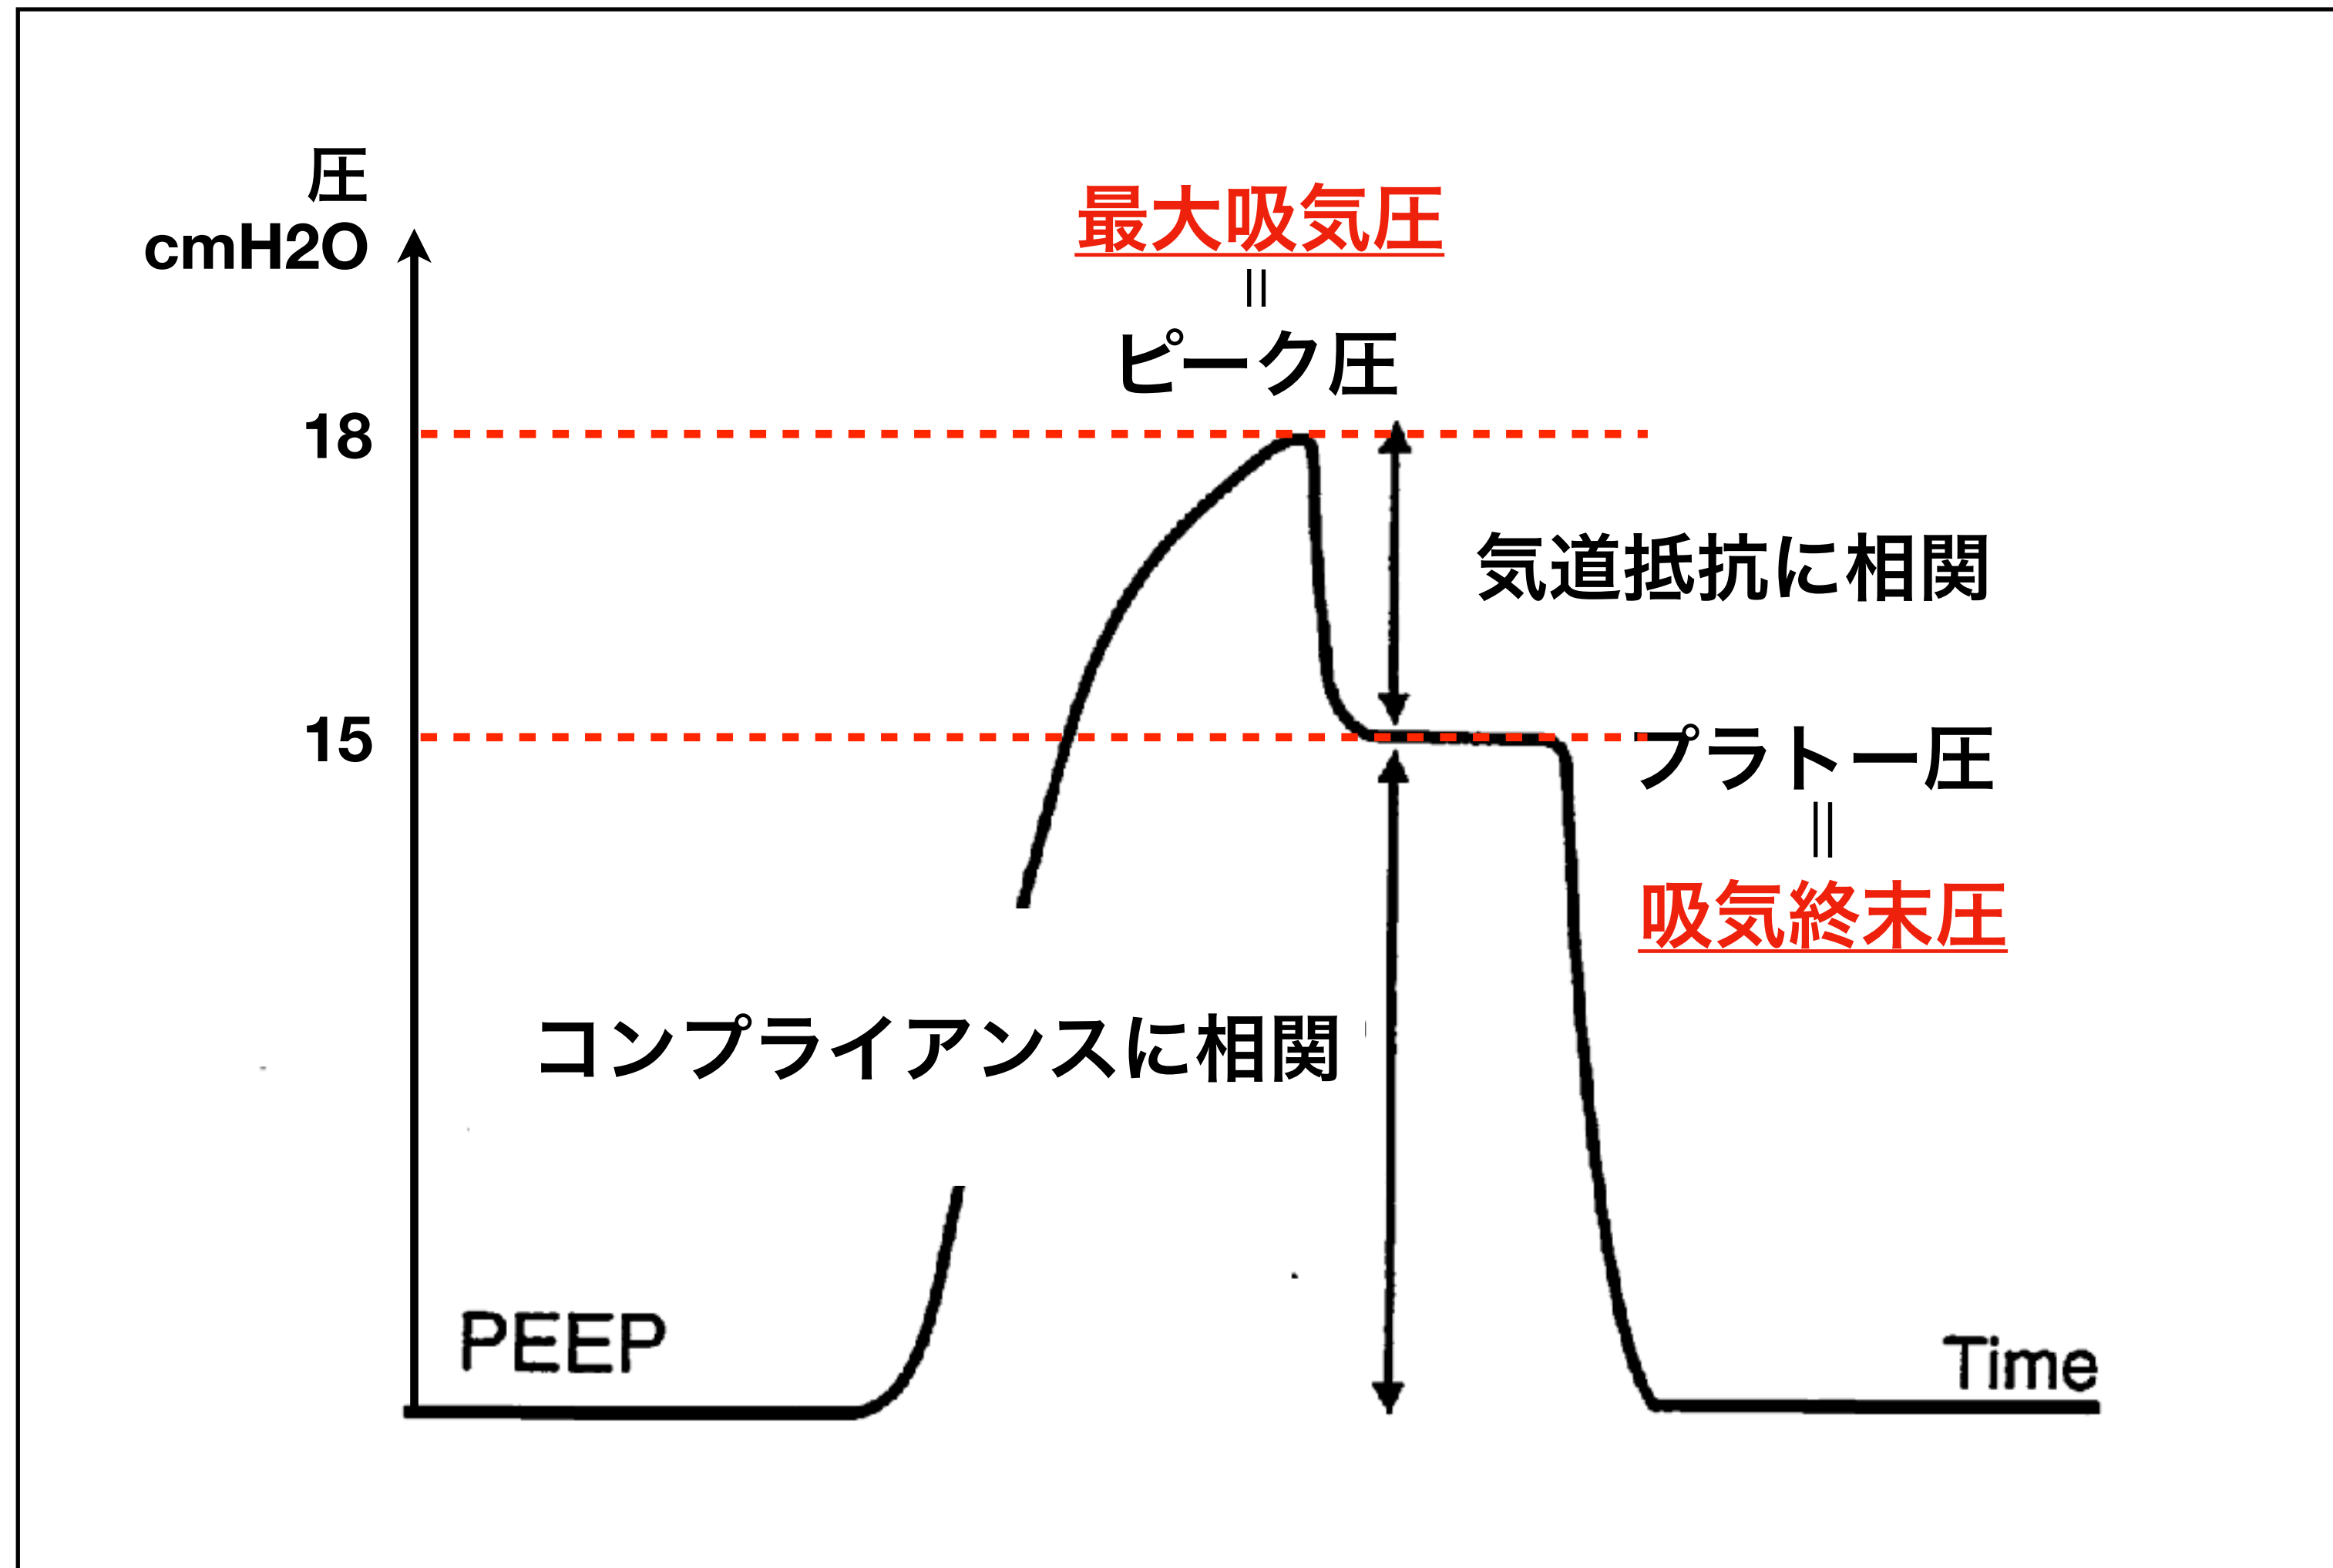 圧
cmH2O
最大吸気圧
=
ピーク圧
18
気道抵抗に相関
15
プラトー圧
=
吸気終末圧
コンプライアンスに相関
PEEP
Time